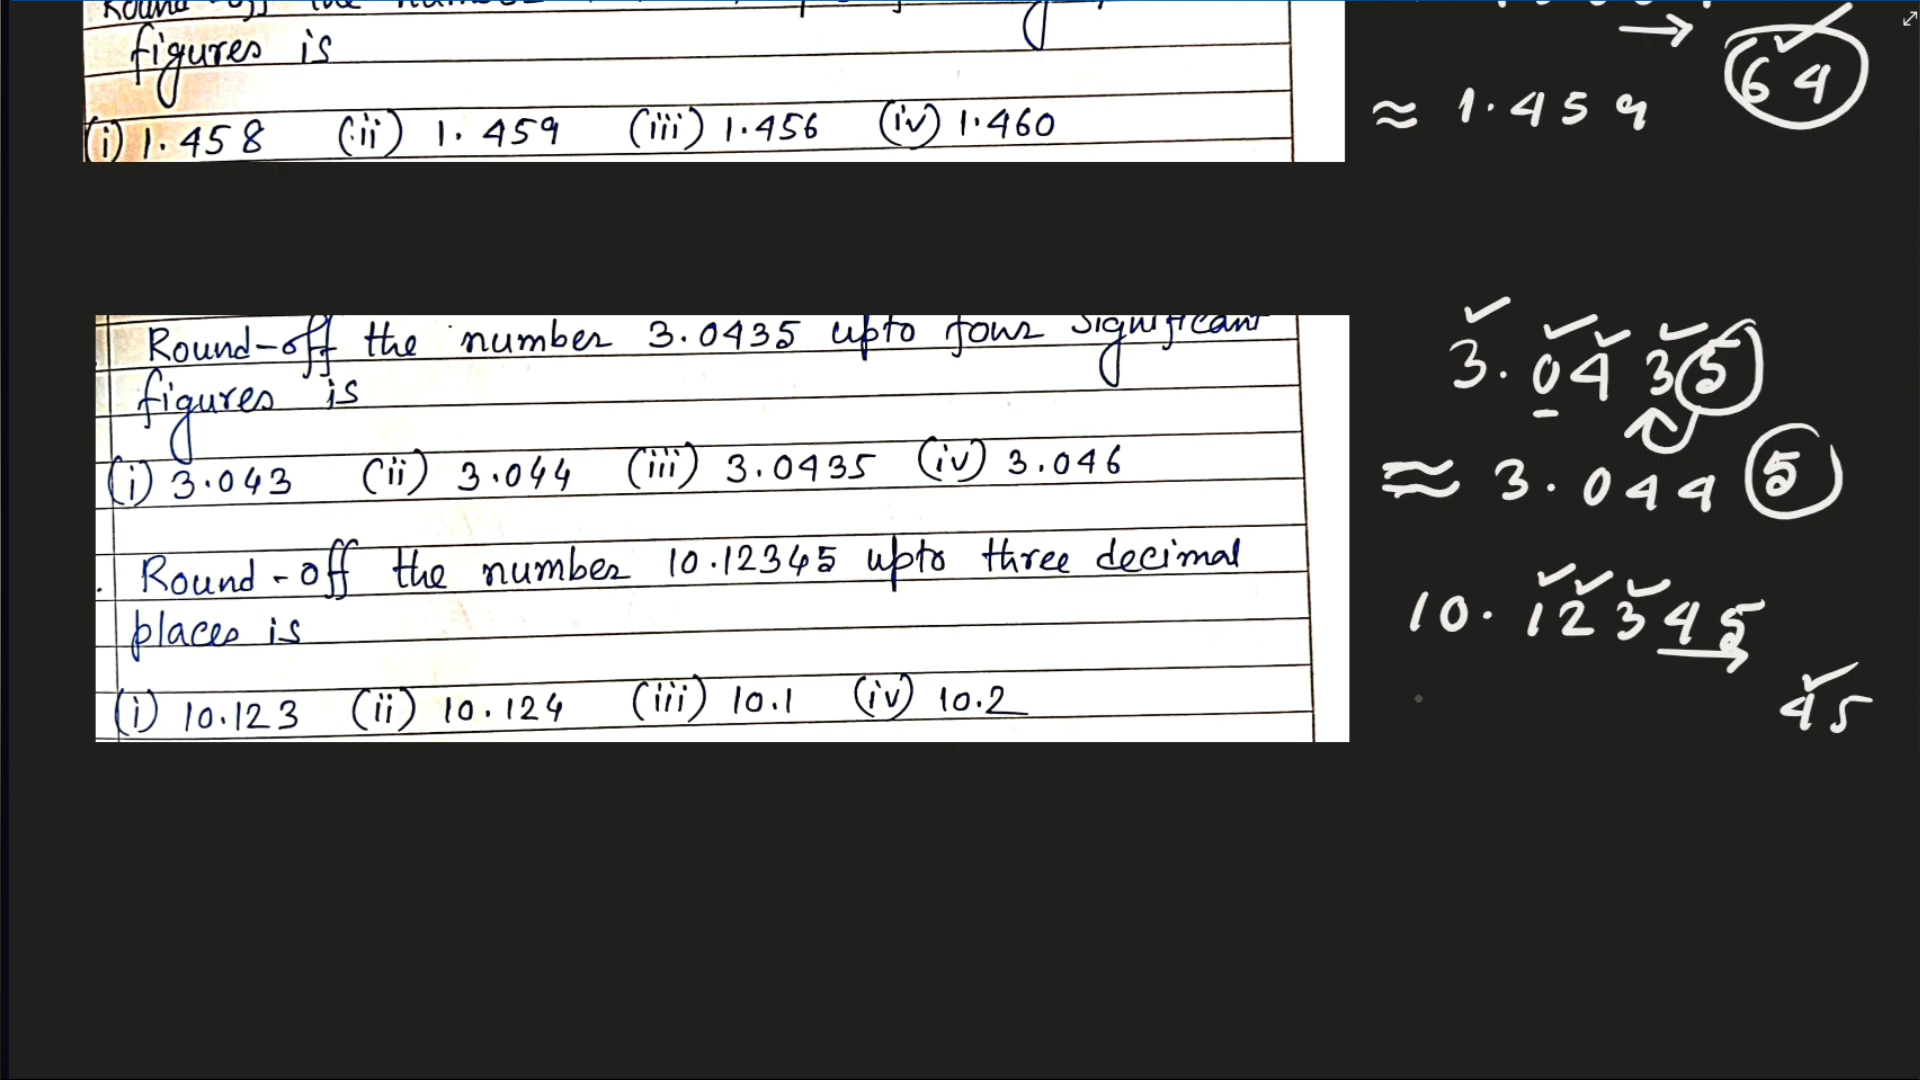 figures is
(i) 1.458 (ii) 1.459 (iii) 1.456 (iv) 1.460
→ 64
≈ 1.459
Round-off the number 3.0435 upto four significant
figures is
(i) 3.043 (ii) 3.044 (iii) 3.0435 (iv) 3.046
3.0435
≈ 3.044 5
Round-off the number 10.12345 upto three decimal
places is
(i) 10.123 (ii) 10.124 (iii) 10.1 (iv) 10.2
10.12345
45